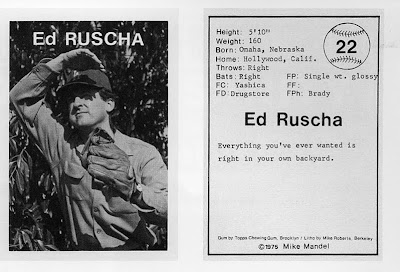 Ed RUSCHA
Height: 5'10"
Weight: 160
Born: Omaha, Nebraska
Home: Hollywood, Calif.
Throws: Right
Bats: Right FP: Single wt. glossy
FC: Yashica FF:
FD: Drugstore FPh: Brady
22
Ed Ruscha
Everything you've ever wanted is
right in your own backyard.
Gum by Topps Chewing Gum, Brooklyn / Litho by Mike Roberts, Berkeley
©1975 Mike Mandel